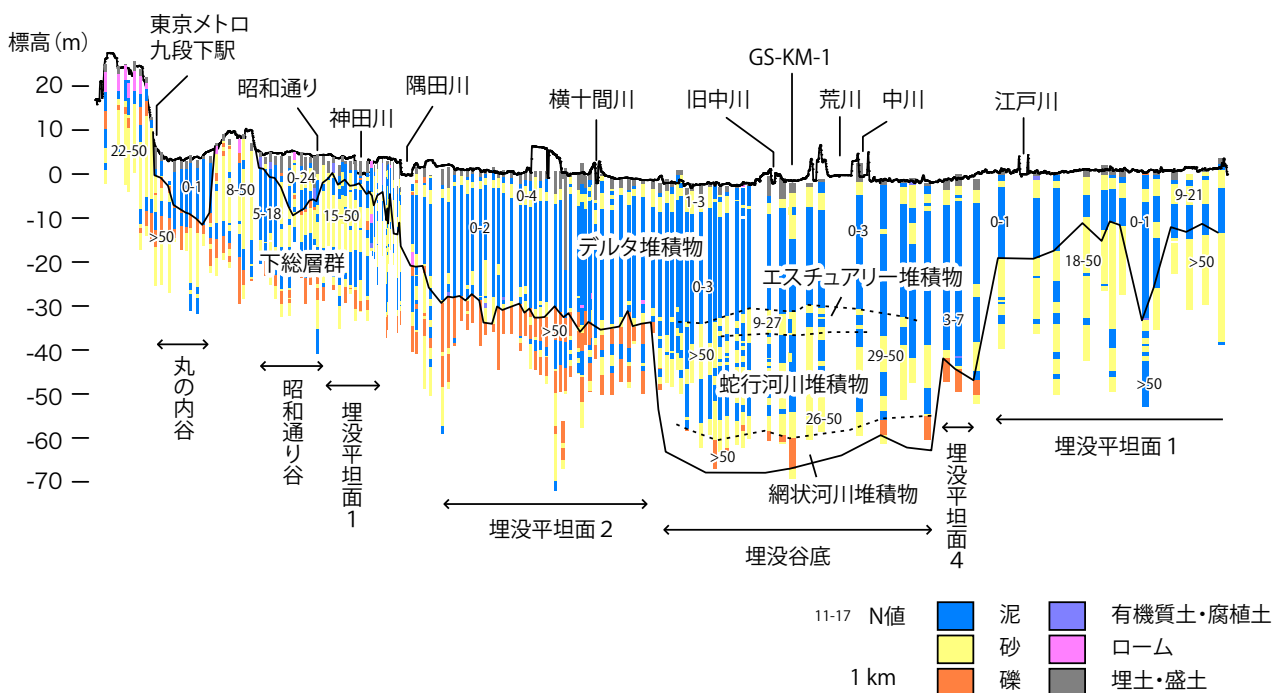 標高(m)
20
10
0
-10
-20
-30
-40
-50
-60
-70
東京メトロ
九段下駅
昭和通り
神田川
隅田川
横十間川
旧中川
GS-KM-1
荒川
中川
江戸川
22-50
0-1
>50
8-50
5-18
0-24
15-50
下総層群
0-2
0-4
デルタ堆積物
>50
1-3
0-3
エスチュアリー堆積物
9-27
>50
0-3
29-50
蛇行河川堆積物
26-50
>50
網状河川堆積物
3-7
0-1
18-50
0-1
>50
9-21
>50
丸の内谷
昭和通り谷
埋没平坦面1
埋没平坦面2
埋没谷底
埋没平坦面4
埋没平坦面1
11-17 N値
泥
有機質土・腐植土
砂
ローム
1 km
礫
埋土・盛土